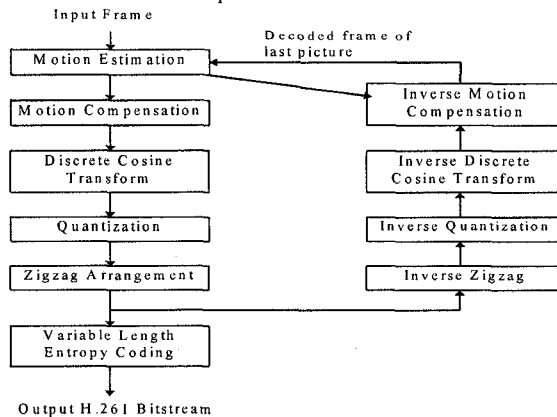 Input Frame
Decoded frame of
last picture
Motion Estimation
Motion Compensation
Inverse Motion
Compensation
Discrete Cosine
Transform
Inverse Discrete
Cosine Transform
Quantization
Inverse Quantization
Zigzag Arrangement
Inverse Zigzag
Variable Length
Entropy Coding
Output H.261 Bitstream